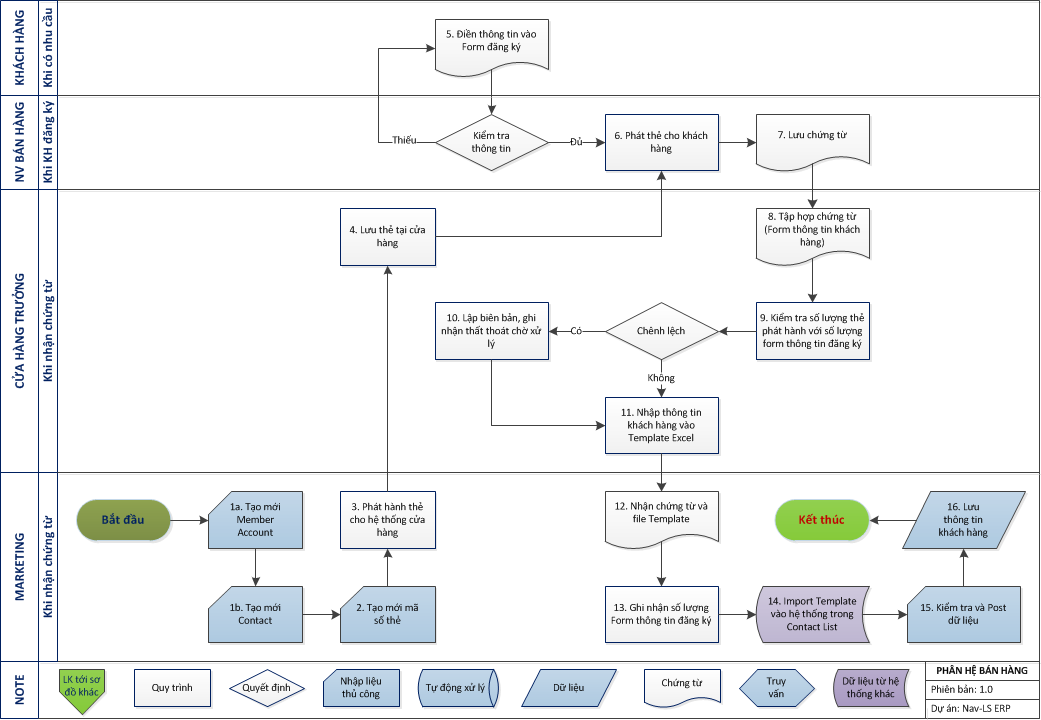 KHÁCH HÀNG
Khi có nhu cầu
5. Điền thông tin vào
Form đăng ký
NV BÁN HÀNG
Khi KH đăng ký
Thiếu
Kiểm tra
thông tin
Đủ
6. Phát thẻ cho khách
hàng
7. Lưu chứng từ
CỬA HÀNG TRƯỞNG
Khi nhận chứng từ
4. Lưu thẻ tại cửa
hàng
8. Tập hợp chứng từ
(Form thông tin khách
hàng)
10. Lập biên bản, ghi
nhận thất thoát chờ xử
lý
Có
Chênh lệch
9. Kiểm tra số lượng thẻ
phát hành với số lượng
form thông tin đăng ký
Không
11. Nhập thông tin
khách hàng vào
Template Excel
MARKETING
Khi nhận chứng từ
Bắt đầu
1a. Tạo mới
Member
Account
3. Phát hành thẻ
cho hệ thống cửa
hàng
12. Nhận chứng từ và
file Template
Kết thúc
16. Lưu
thông tin
khách hàng
1b. Tạo mới
Contact
2. Tạo mới mã
số thẻ
13. Ghi nhận số lượng
Form thông tin đăng ký
14. Import Template
vào hệ thống trong
Contact List
15. Kiểm tra và Post
dữ liệu
NOTE
LK tới sơ
đồ khác
Quy trình
Quyết định
Nhập liệu
thủ công
Tự động xử lý
Dữ liệu
Chứng từ
Truy
vấn
Dữ liệu từ hệ
thống khác
PHÂN HỆ BÁN HÀNG
Phiên bản: 1.0
Dự án: Nav-LS ERP